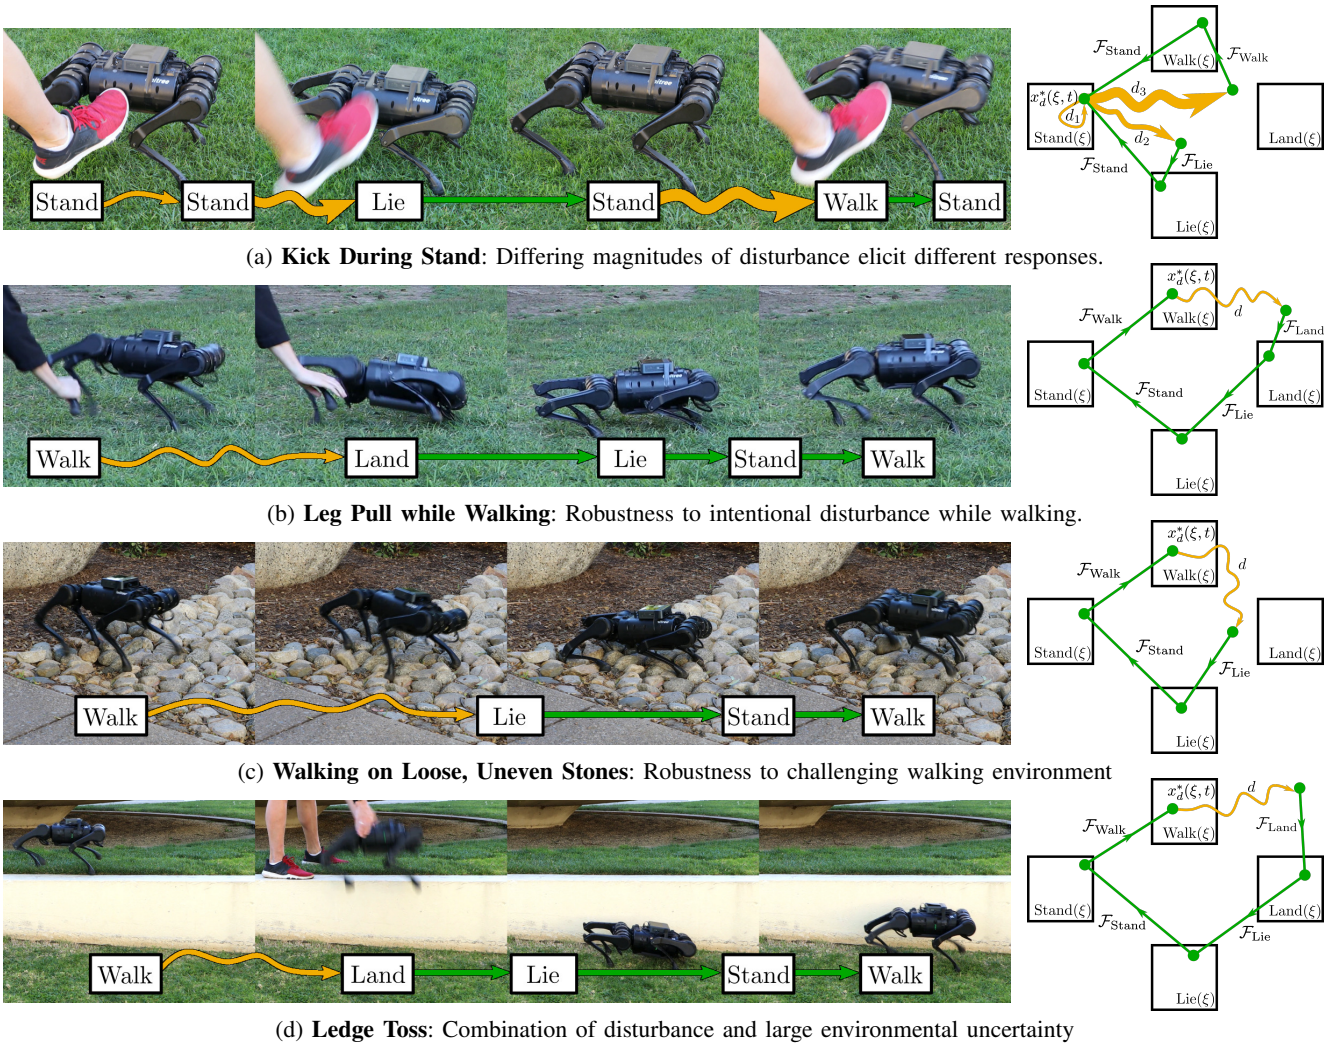 Stand Stand Lie Stand Walk Stand
x*_d(ξ, t)
Stand(ξ)
Walk(ξ)
Land(ξ)
Lie(ξ)
F_Stand
F_Walk
d_3
d_1
d_2
F_Lie
F_Stand
(a) Kick During Stand: Differing magnitudes of disturbance elicit different responses.
Walk Land Lie Stand Walk
x*_d(ξ, t)
Walk(ξ)
d
F_Walk
F_Land
Stand(ξ)
Land(ξ)
F_Stand
F_Lie
Lie(ξ)
(b) Leg Pull while Walking: Robustness to intentional disturbance while walking.
Walk Lie Stand Walk
x*_d(ξ, t)
Walk(ξ)
d
F_Walk
Stand(ξ)
Land(ξ)
F_Stand
F_Lie
Lie(ξ)
(c) Walking on Loose, Uneven Stones: Robustness to challenging walking environment
Walk Land Lie Stand Walk
x*_d(ξ, t)
Walk(ξ)
d
F_Walk
F_Land
Stand(ξ)
Land(ξ)
F_Stand
F_Lie
Lie(ξ)
(d) Ledge Toss: Combination of disturbance and large environmental uncertainty